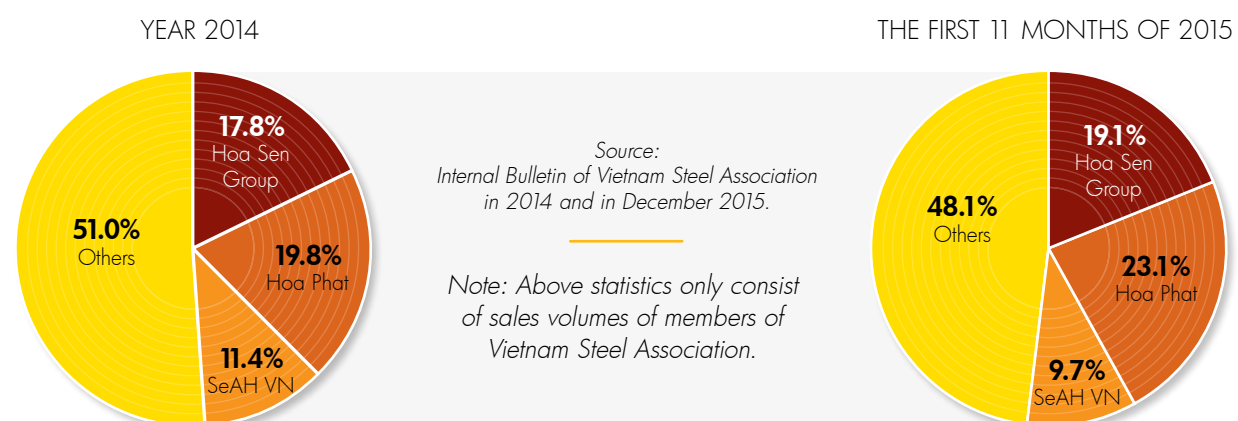 YEAR 2014
17.8%
Hoa Sen
Group
51.0%
Others
19.8%
Hoa Phat
11.4%
SeAH VN
Source:
Internal Bulletin of Vietnam Steel Association
in 2014 and in December 2015.
Note: Above statistics only consist
of sales volumes of members of
Vietnam Steel Association.
THE FIRST 11 MONTHS OF 2015
19.1%
Hoa Sen
Group
48.1%
Others
23.1%
Hoa Phat
9.7%
SeAH VN